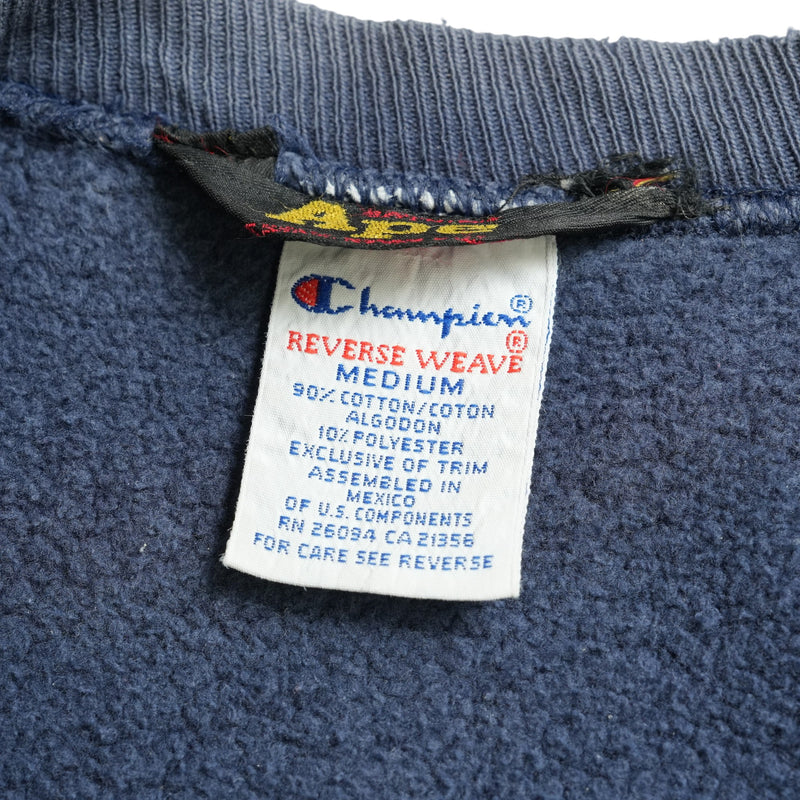 Ape
Champion®
REVERSE WEAVE®
MEDIUM
90% COTTON/COTON
ALGODON
10% POLYESTER
EXCLUSIVE OF TRIM
ASSEMBLED IN
MEXICO
OF U.S. COMPONENTS
RN 26094 CA 21356
FOR CARE SEE REVERSE